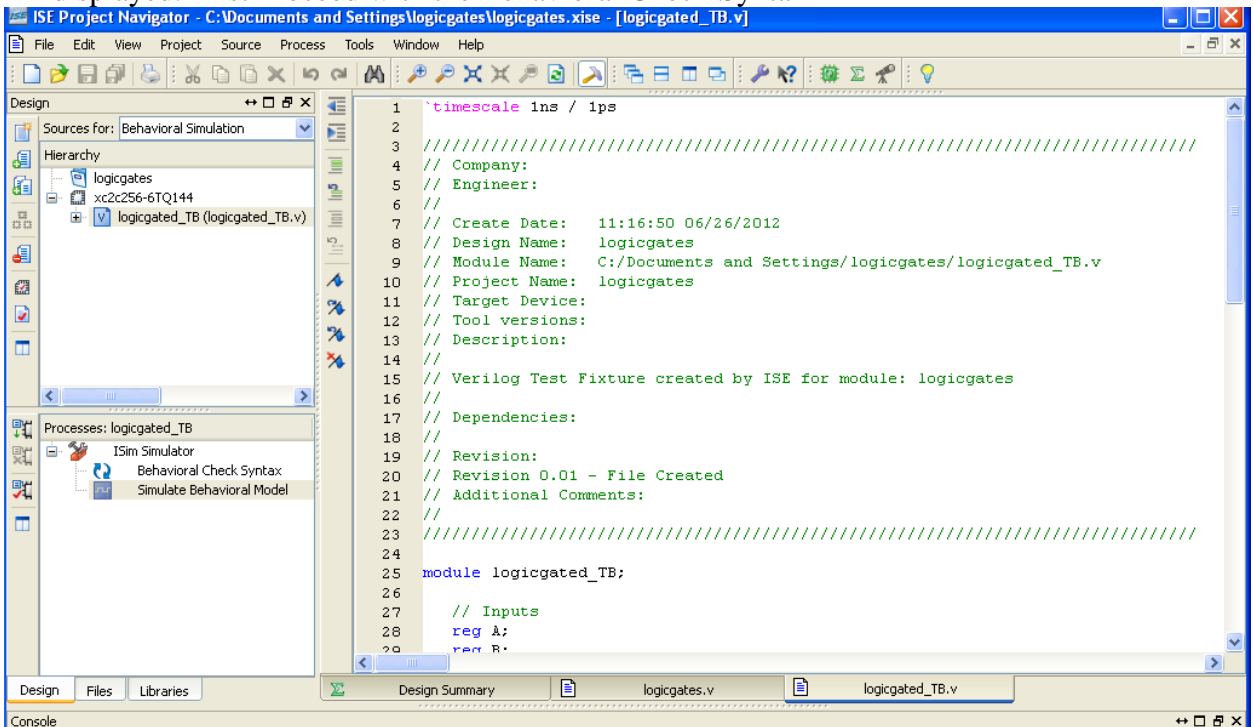 ISE Project Navigator - C:\Documents and Settings\logicgates\logicgates.xise - [logicgated_TB.v]
File Edit View Project Source Process Tools Window Help
Design
Sources for: Behavioral Simulation
Hierarchy
logicgates
xc2c256-6TQ144
logicgated_TB (logicgated_TB.v)
Processes: logicgated_TB
ISim Simulator
Behavioral Check Syntax
Simulate Behavioral Model
Design Files Libraries
1 `timescale 1ns / 1ps
2
3 ////////////////////////////////////////////////////////////////////////////////
4 // Company:
5 // Engineer:
6 //
7 // Create Date: 11:16:50 06/26/2012
8 // Design Name: logicgates
9 // Module Name: C:/Documents and Settings/logicgates/logicgated_TB.v
10 // Project Name: logicgates
11 // Target Device:
12 // Tool versions:
13 // Description:
14 //
15 // Verilog Test Fixture created by ISE for module: logicgates
16 //
17 // Dependencies:
18 //
19 // Revision:
20 // Revision 0.01 - File Created
21 // Additional Comments:
22 //
23 ////////////////////////////////////////////////////////////////////////////////
24
25 module logicgated_TB;
26
27 // Inputs
28 reg A;
29 reg B;
Design Summary logicgates.v logicgated_TB.v
Console